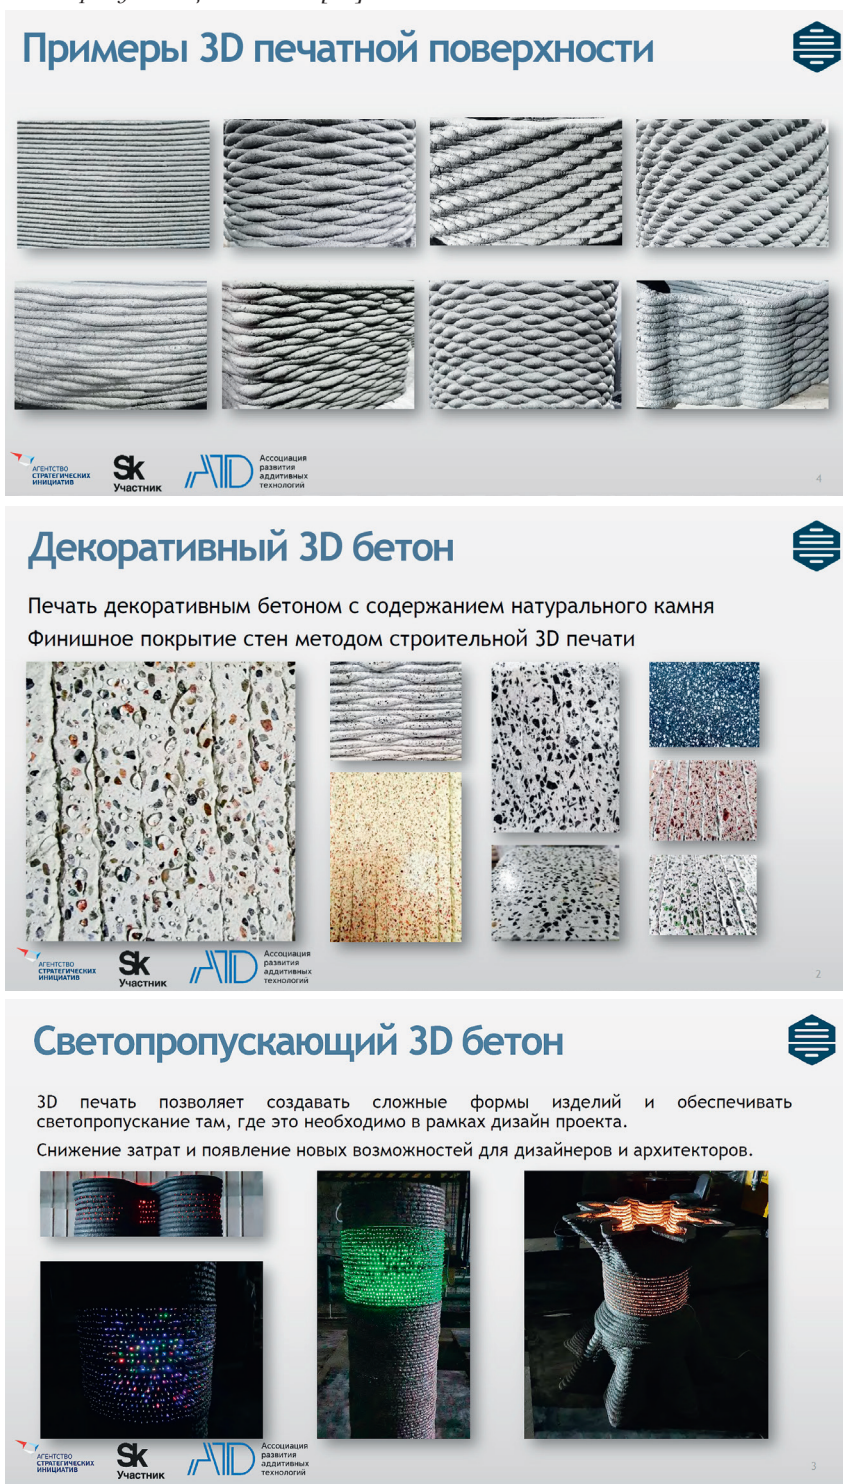 Примеры 3D печатной поверхности
АГЕНТСТВО
СТРАТЕГИЧЕСКИХ
ИНИЦИАТИВ
Sk
Участник
Ассоциация
развития
аддитивных
технологий
4
Декоративный 3D бетон
Печать декоративным бетоном с содержанием натурального камня
Финишное покрытие стен методом строительной 3D печати
АГЕНТСТВО
СТРАТЕГИЧЕСКИХ
ИНИЦИАТИВ
Sk
Участник
Ассоциация
развития
аддитивных
технологий
2
Светопропускающий 3D бетон
3D печать позволяет создавать сложные формы изделий и обеспечивать
светопропускание там, где это необходимо в рамках дизайн проекта.
Снижение затрат и появление новых возможностей для дизайнеров и архитекторов.
АГЕНТСТВО
СТРАТЕГИЧЕСКИХ
ИНИЦИАТИВ
Sk
Участник
Ассоциация
развития
аддитивных
технологий
3